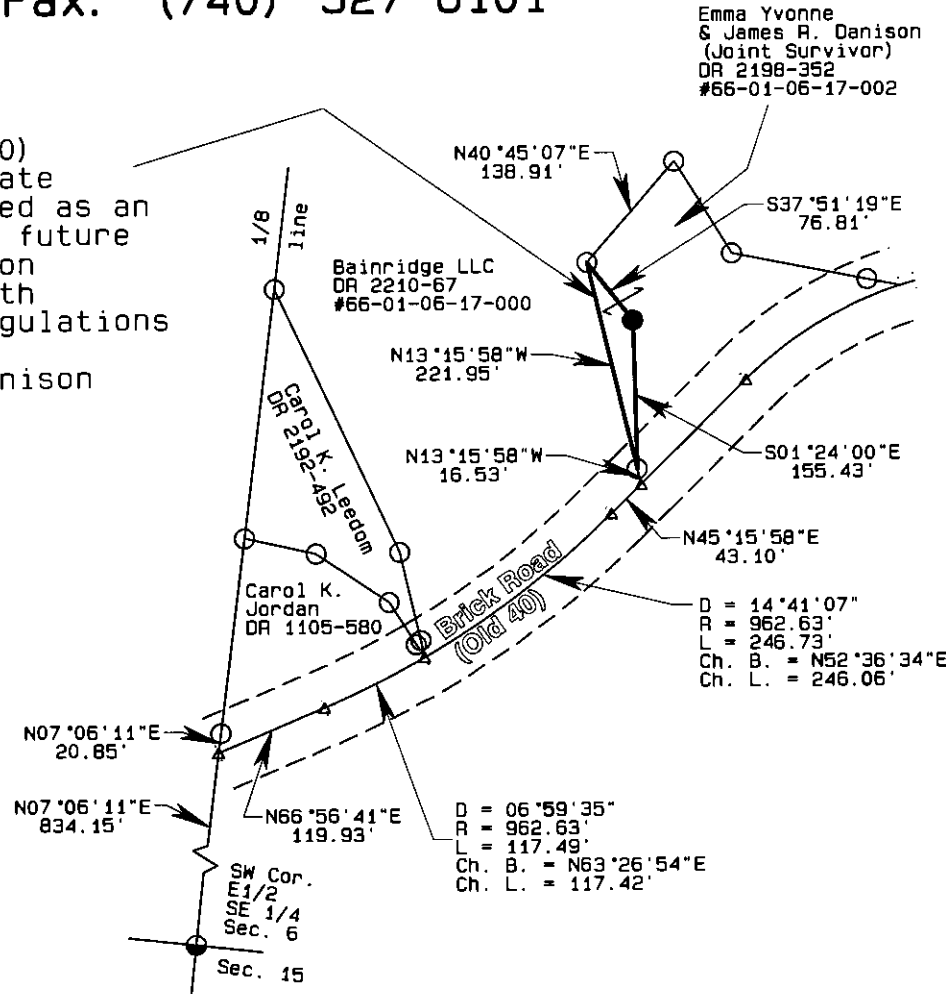 Fax. (740) 327 0101
Emma Yvonne
& James R. Danison
(Joint Survivor)
DR 2198-352
#66-01-06-17-002
0)
ate
ed as an
future
on
th
gulations
nison
1/8
line
N40°45'07"E
138.91'
S37°51'19"E
76.81'
Bainridge LLC
DR 2210-67
#66-01-06-17-000
N13°15'58"W
221.95'
Carol K. Leedom
DR 2192-492
N13°15'58"W
16.53'
S01°24'00"E
155.43'
N45°15'58"E
43.10'
Carol K.
Jordan
DR 1105-580
Brick Road
(Old 40)
D = 14°41'07"
R = 962.63'
L = 246.73'
Ch. B. = N52°36'34"E
Ch. L. = 246.06'
N07°06'11"E
20.85'
N07°06'11"E
834.15'
N66°56'41"E
119.93'
D = 06°59'35"
R = 962.63'
L = 117.49'
Ch. B. = N63°26'54"E
Ch. L. = 117.42'
SW Cor.
E1/2
SE 1/4
Sec. 6
Sec. 15